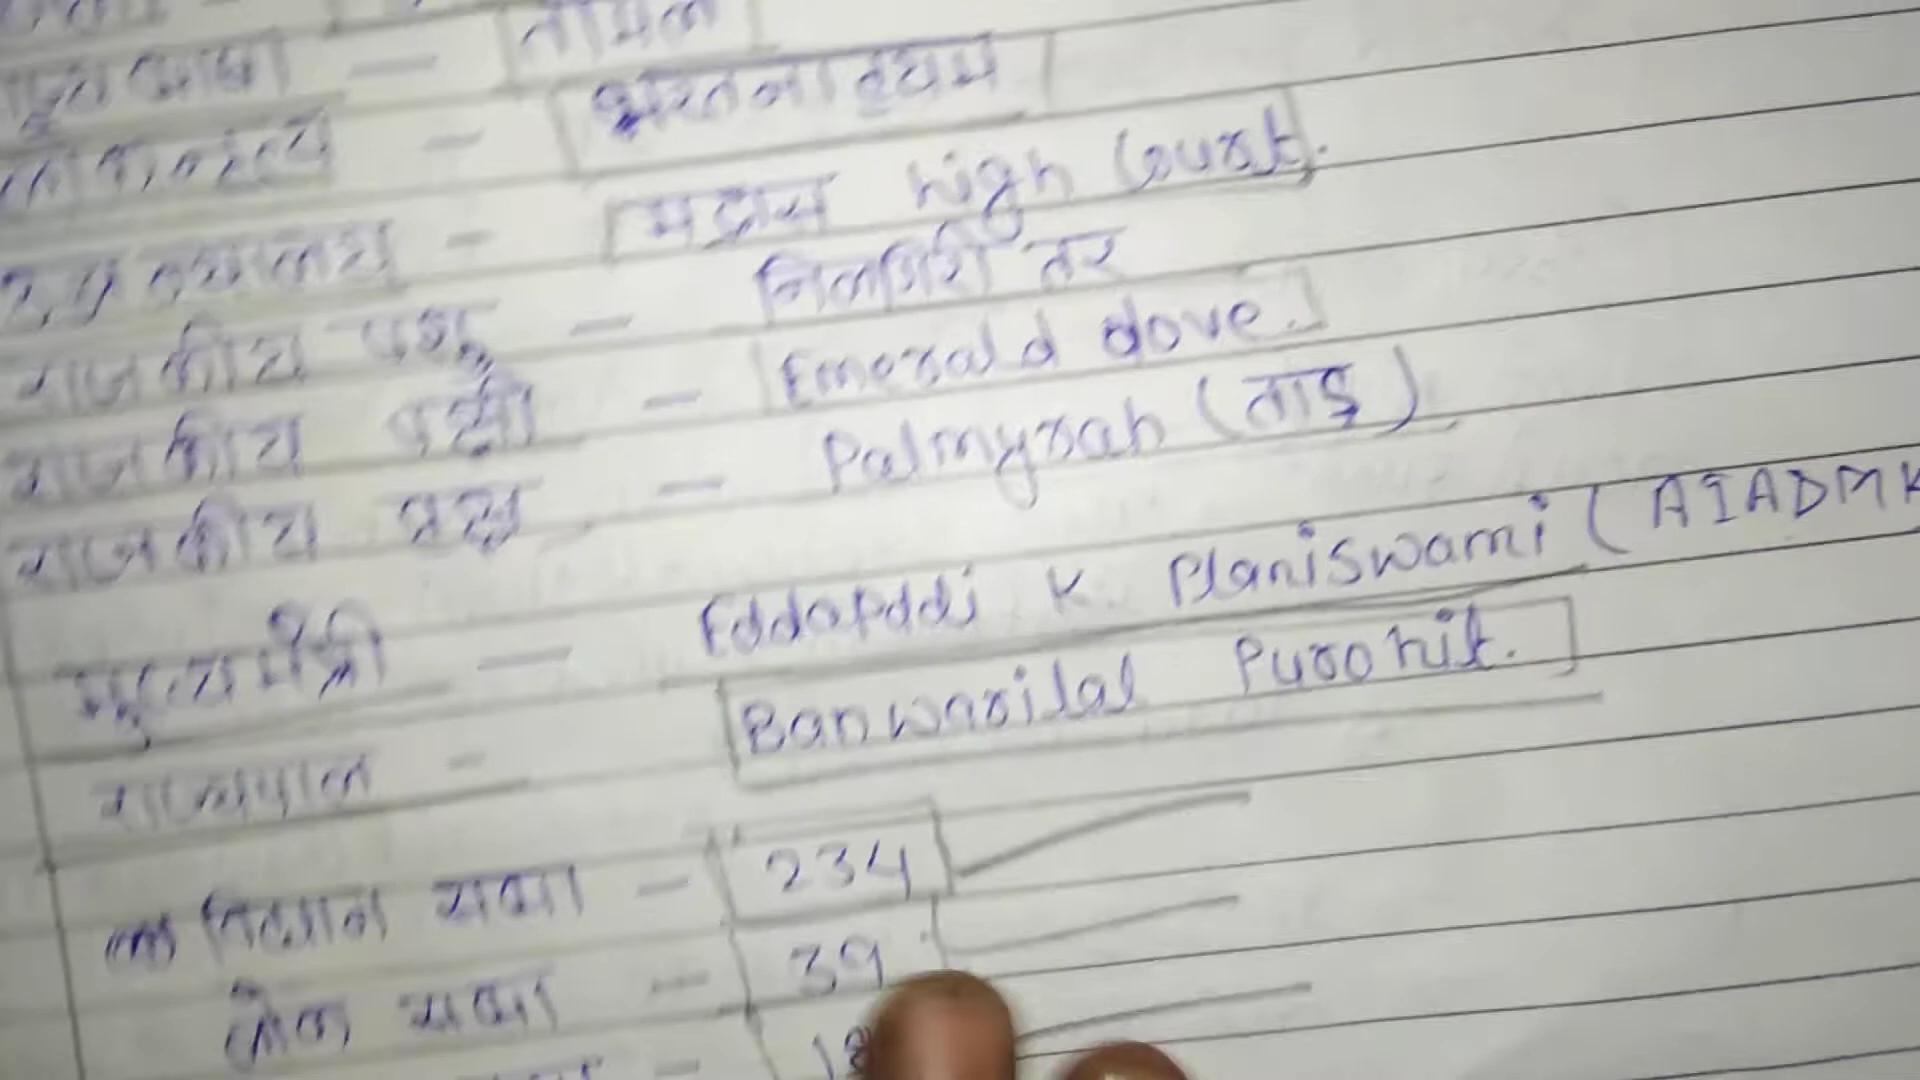 मुख्य भाषा — तमिल
लोक नृत्य — भरतनाट्यम
उच्च न्यायालय — मद्रास high Court.
राजकीय पशु — निलगिरी तहर
राजकीय पक्षी — Emerald dove.
राजकीय वृक्ष — Palmyrah (ताड़)
मुख्यमंत्री — Eddapddi K. Planiswami (AIADMK
राज्यपाल — Banwarilal Purohit.
विधान सभा — 234
लोक सभा — 39
— 18